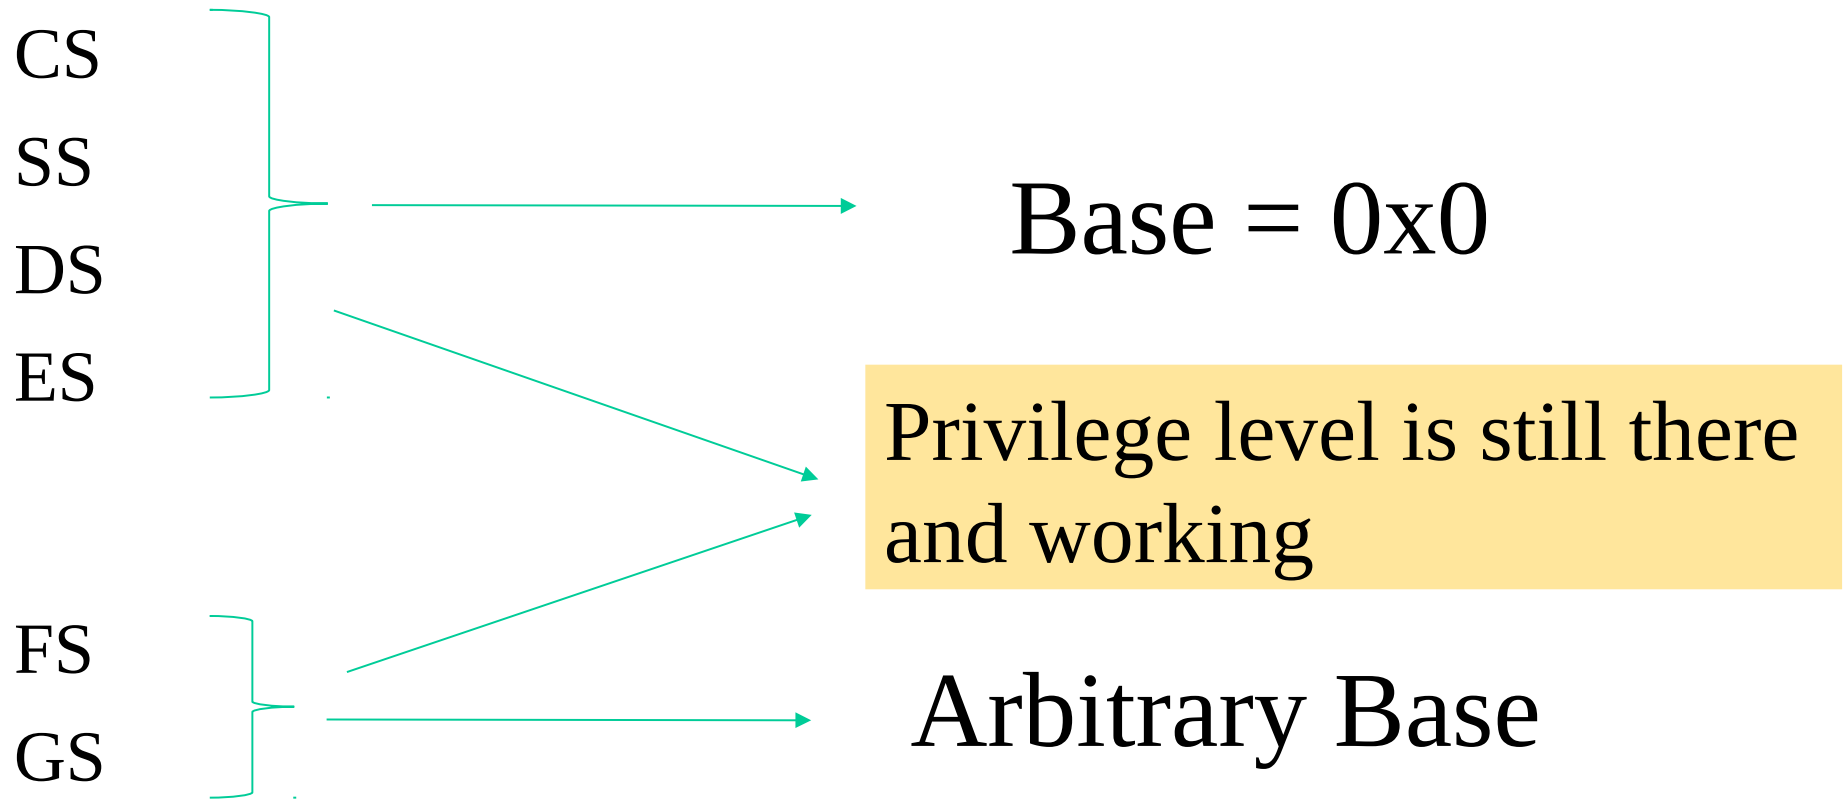 CS
SS
DS
ES
Base = 0x0
Privilege level is still there
and working
FS
GS
Arbitrary Base